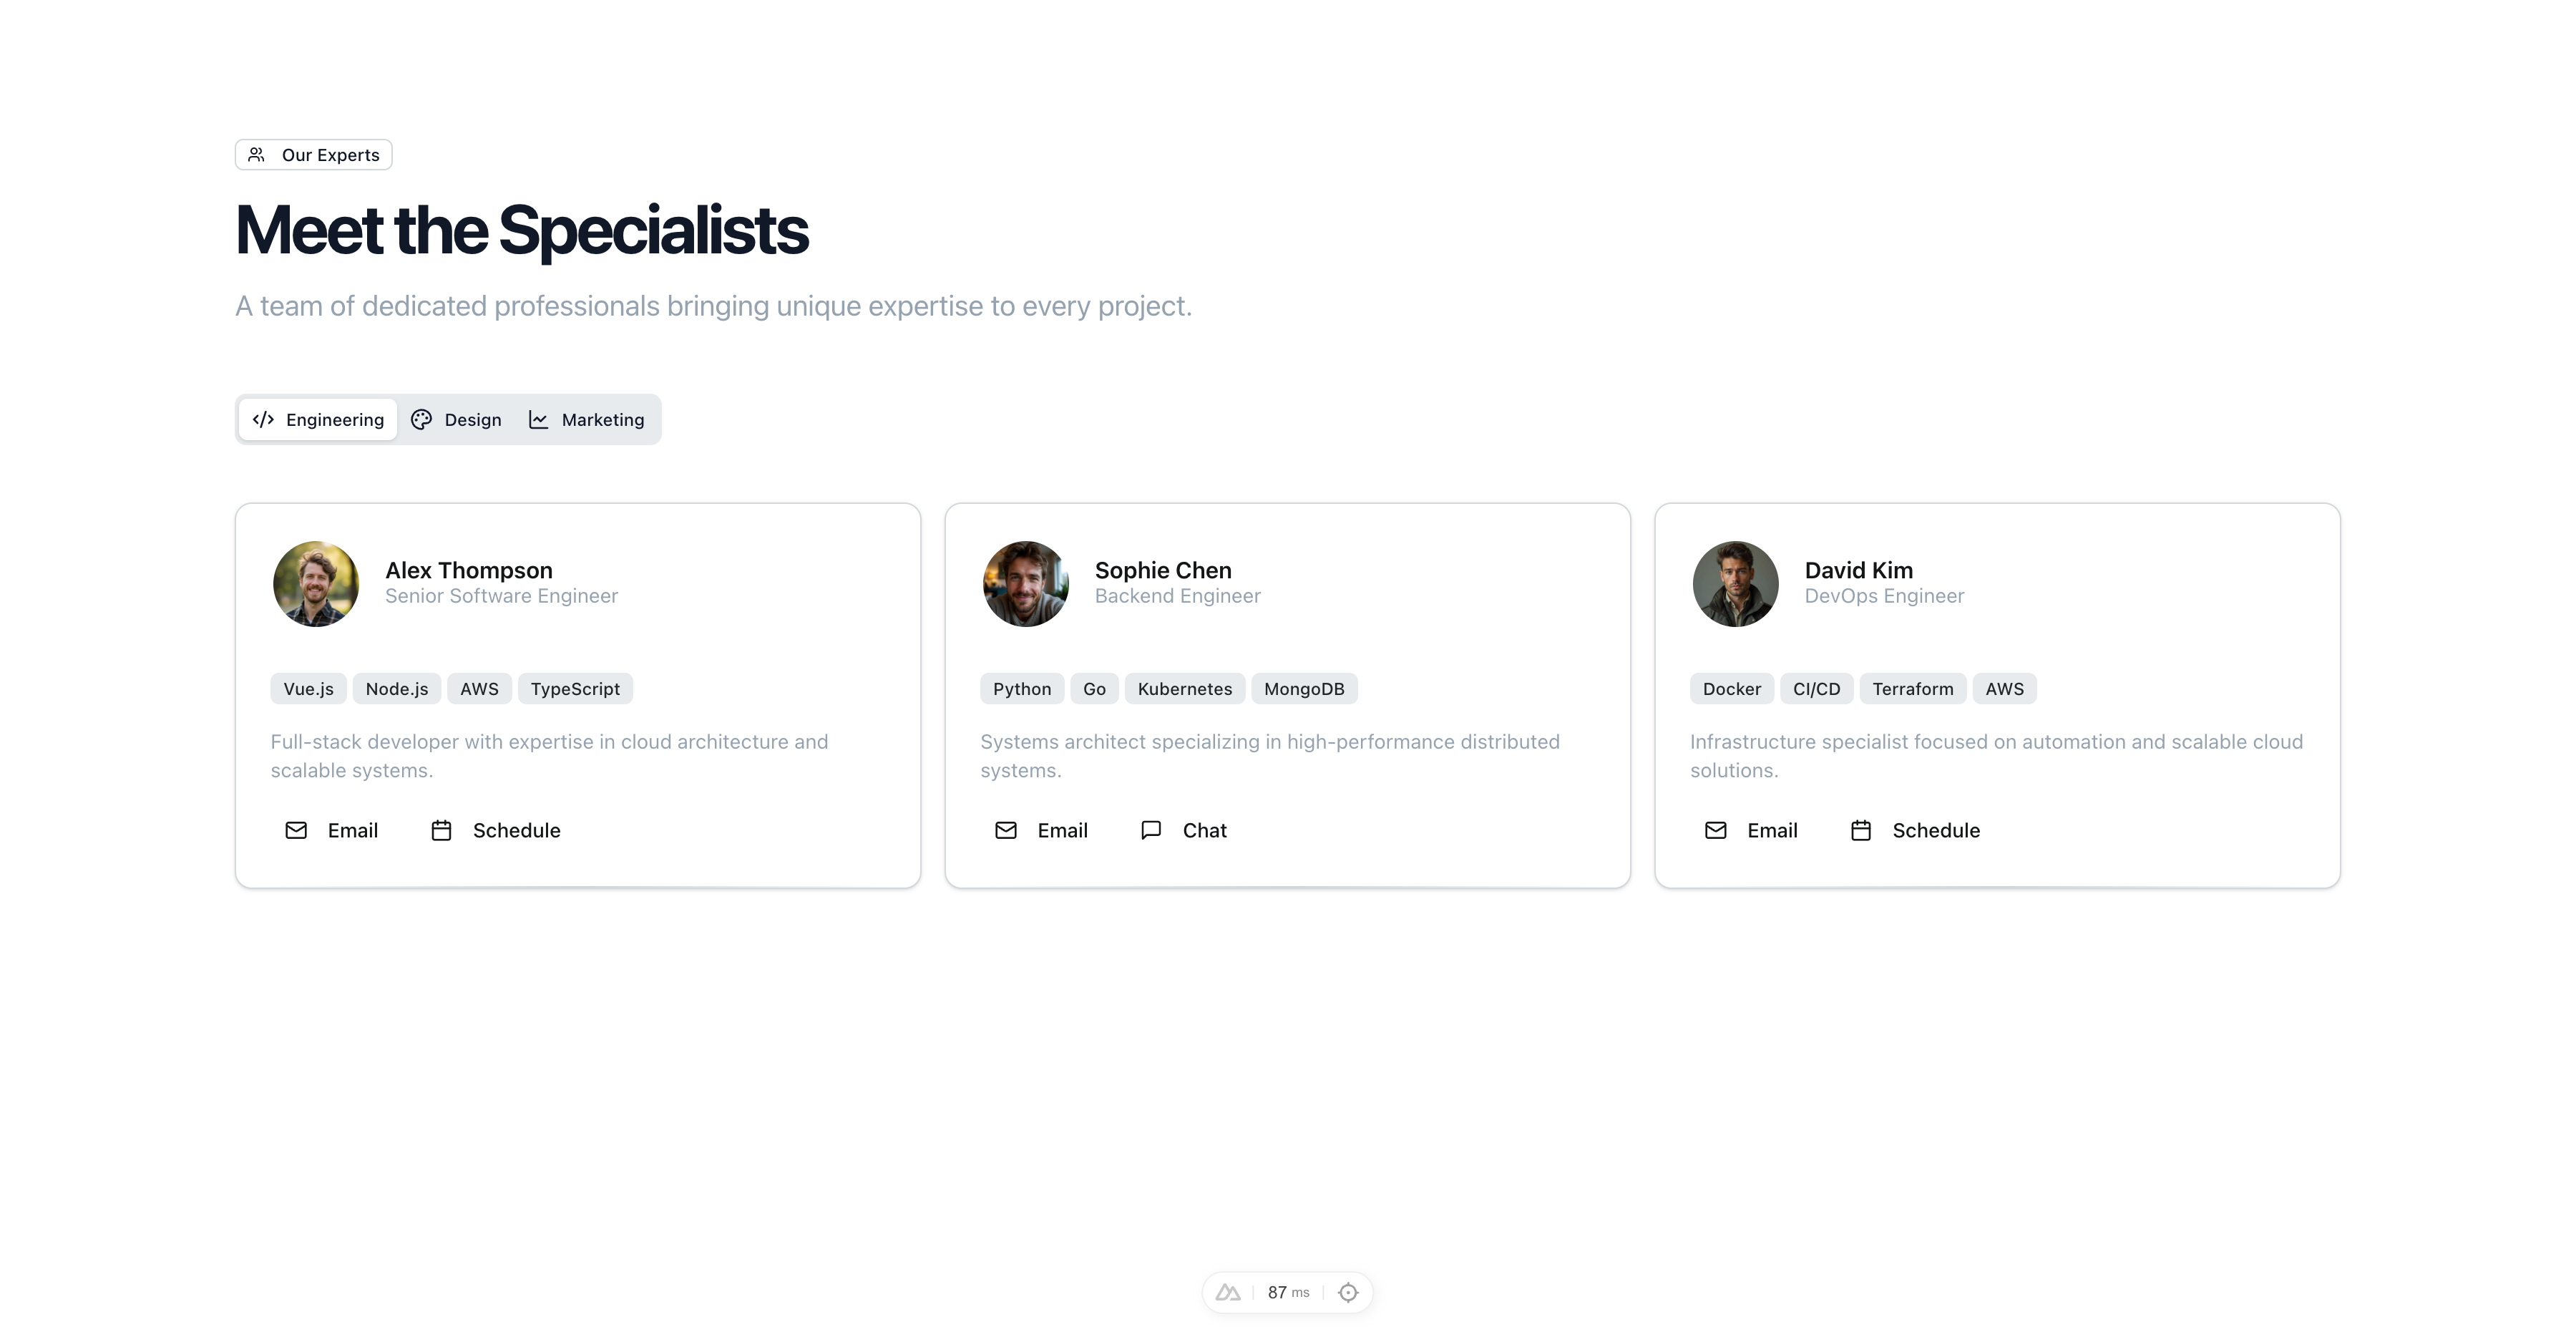 Our Experts
Meet the Specialists
A team of dedicated professionals bringing unique expertise to every project.
Engineering
Design
Marketing
Alex Thompson
Senior Software Engineer
Vue.js
Node.js
AWS
TypeScript
Full-stack developer with expertise in cloud architecture and
scalable systems.
Email
Schedule
Sophie Chen
Backend Engineer
Python
Go
Kubernetes
MongoDB
Systems architect specializing in high-performance distributed
systems.
Email
Chat
David Kim
DevOps Engineer
Docker
CI/CD
Terraform
AWS
Infrastructure specialist focused on automation and scalable cloud
solutions.
Email
Schedule
87 ms